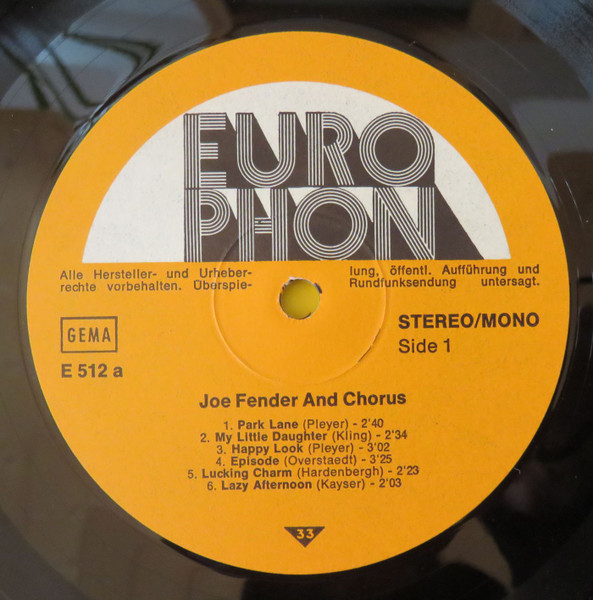 EURO
PHON
Alle Hersteller- und Urheber-
rechte vorbehalten. Überspie-
lung, öffentl. Aufführung und
Rundfunksendung untersagt.
GEMA
E 512 a
STEREO/MONO
Side 1
Joe Fender And Chorus
1. Park Lane (Pleyer) - 2'40
2. My Little Daughter (Kling) - 2'34
3. Happy Look (Pleyer) - 3'02
4. Episode (Overstaedt) - 3'25
5. Lucking Charm (Hardenbergh) - 2'23
6. Lazy Afternoon (Kayser) - 2'03
33